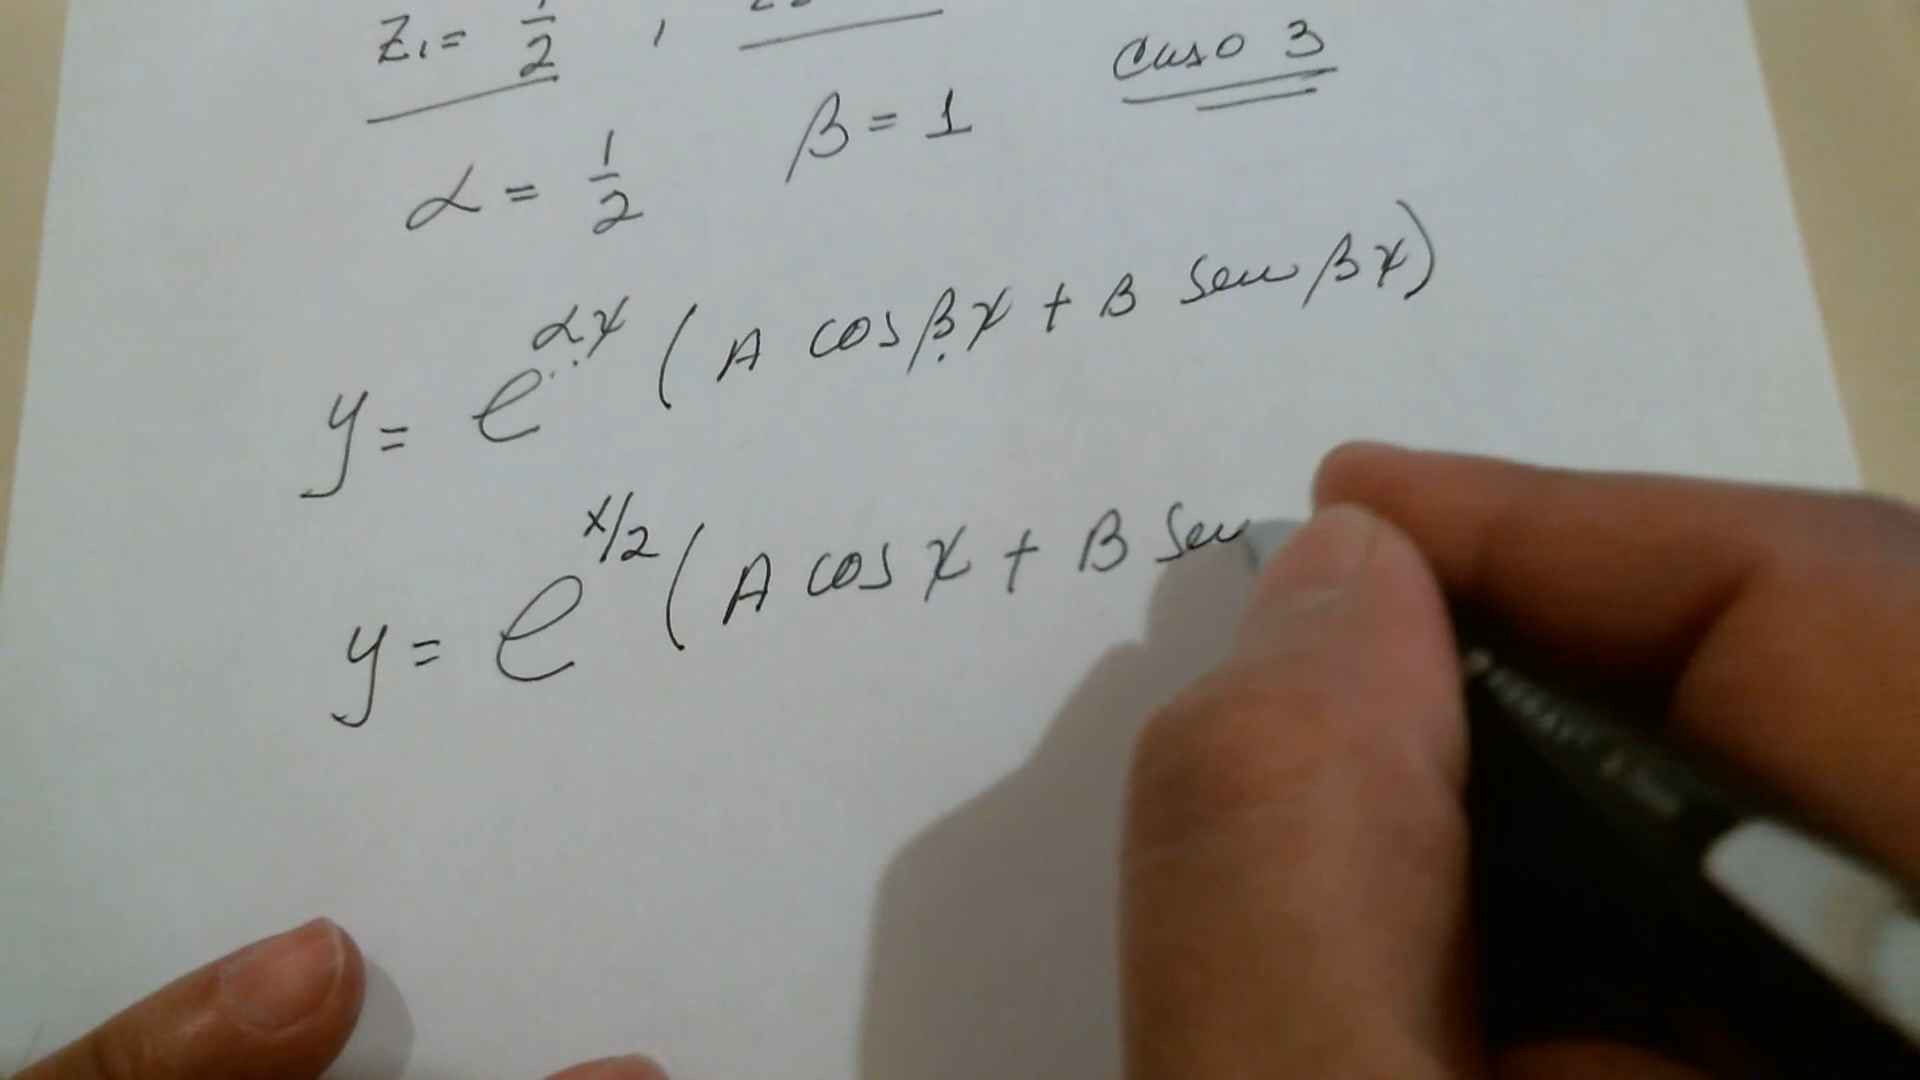 Z₁ = 1/2 ,
Caso 3
α = 1/2 β = 1
y = e^αx ( A cos βx + B sen βx )
y = e^x/2 ( A cos x + B sen